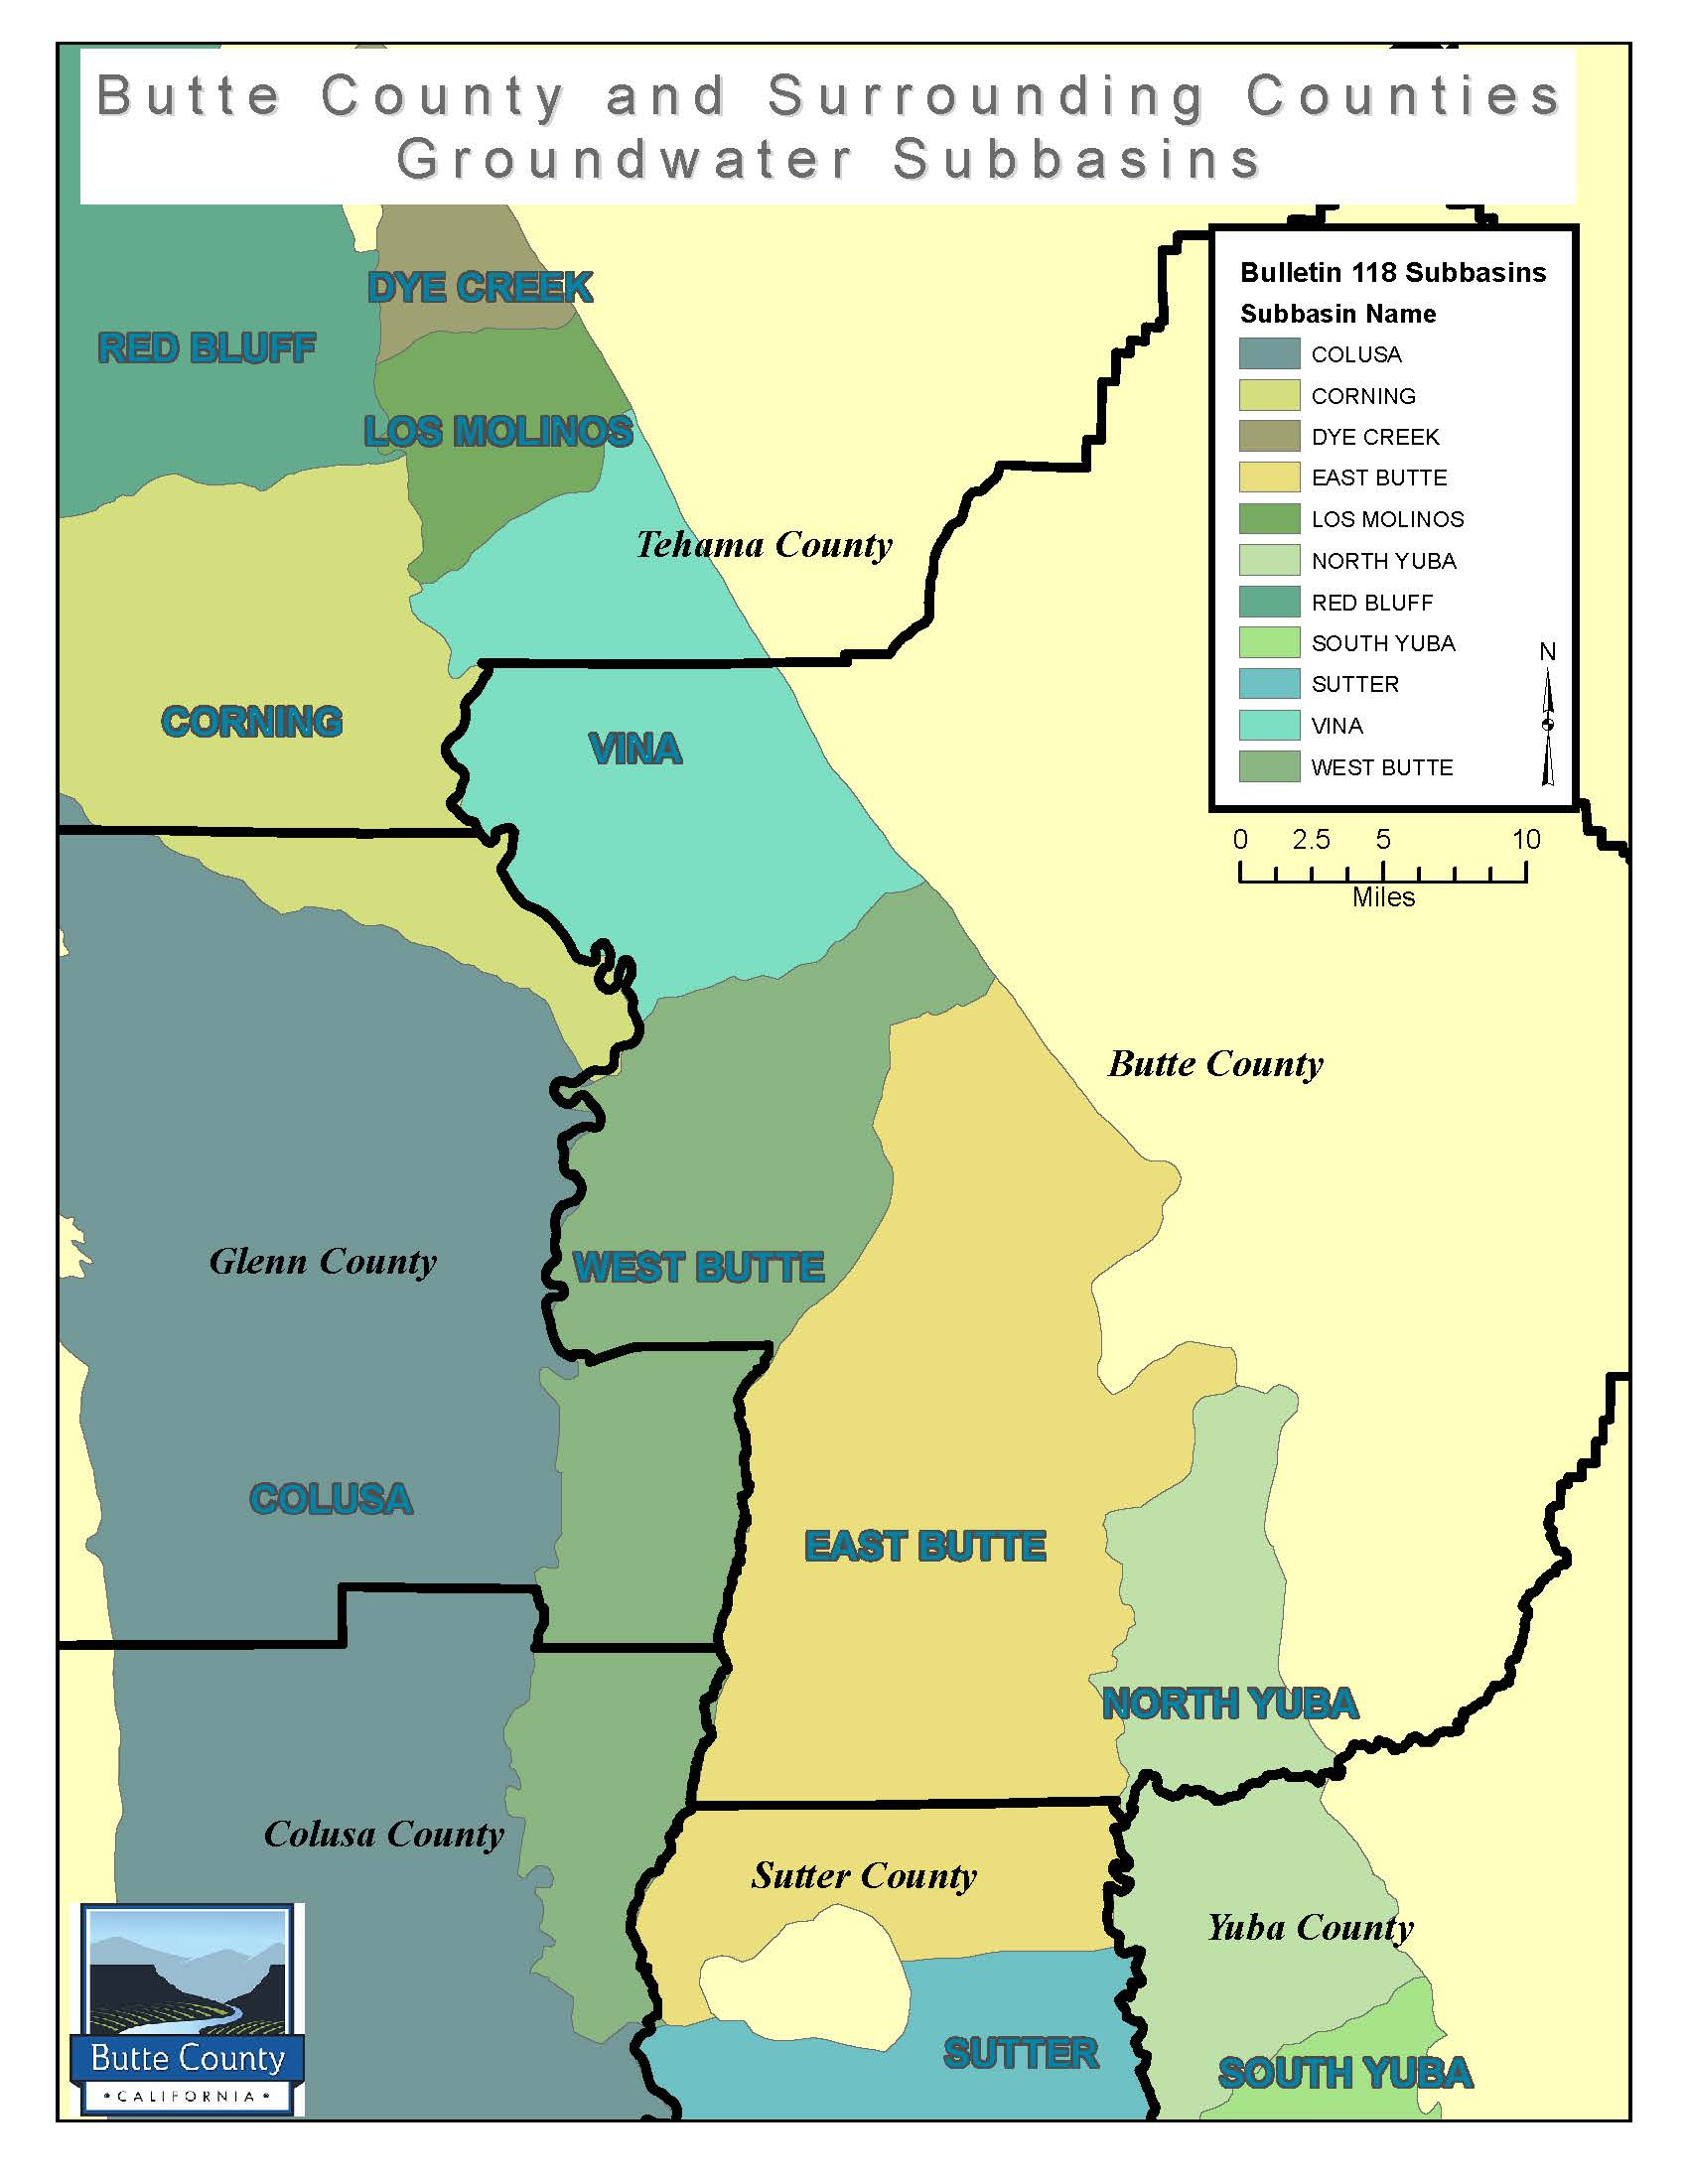 Butte County and Surrounding Counties
Groundwater Subbasins
DYE CREEK
RED BLUFF
LOS MOLINOS
Tehama County
CORNING
VINA
Bulletin 118 Subbasins
Subbasin Name
COLUSA
CORNING
DYE CREEK
EAST BUTTE
LOS MOLINOS
NORTH YUBA
RED BLUFF
SOUTH YUBA
SUTTER
VINA
WEST BUTTE
N
0 2.5 5 10
Miles
Butte County
Glenn County
WEST BUTTE
COLUSA
EAST BUTTE
NORTH YUBA
Colusa County
Sutter County
Yuba County
SUTTER
SOUTH YUBA
Butte County
• CALIFORNIA •